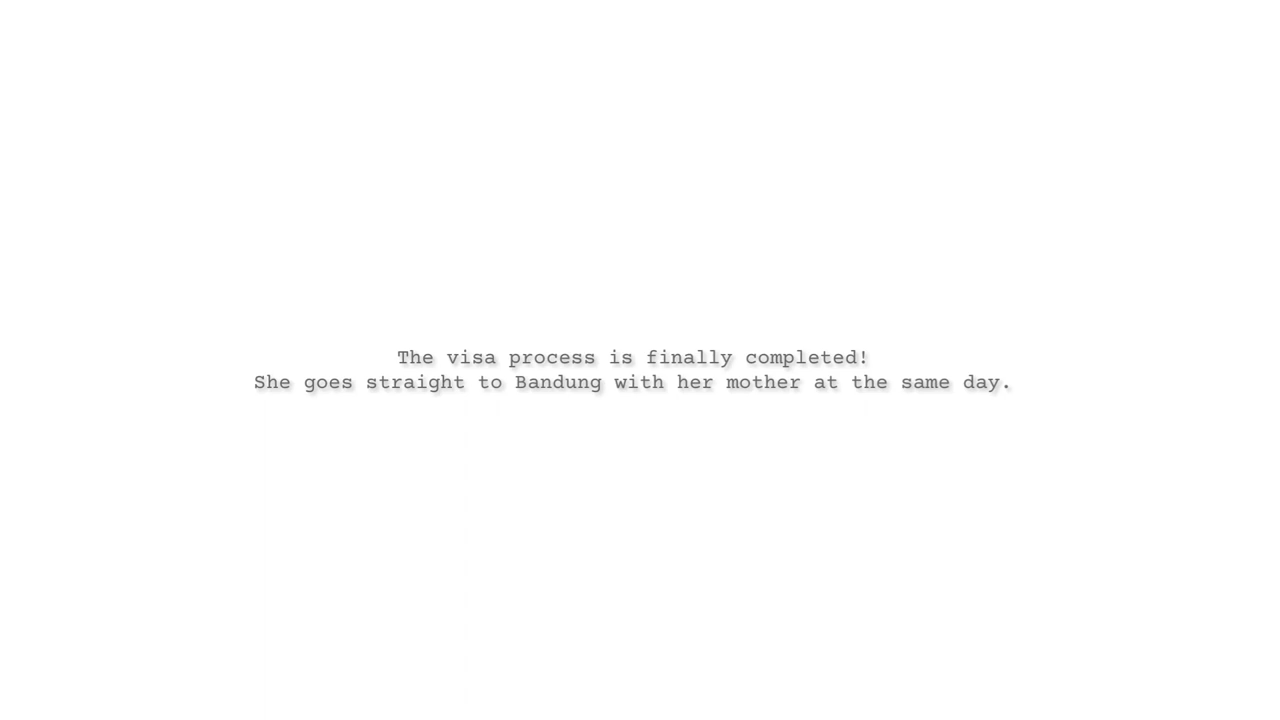 The visa process is finally completed!
She goes straight to Bandung with her mother at the same day.